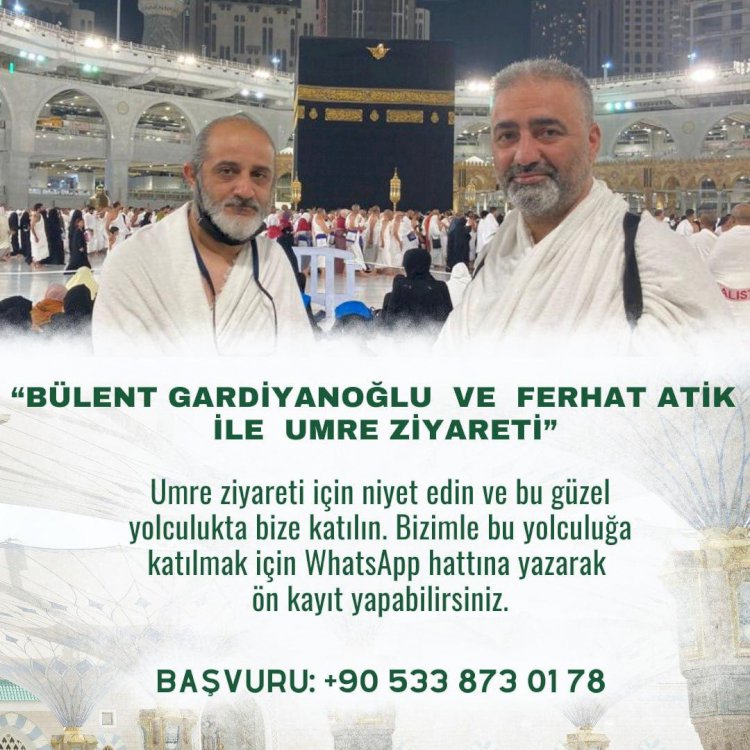 “BÜLENT GARDİYANOĞLU VE FERHAT ATİK
İLE UMRE ZİYARETİ”
Umre ziyareti için niyet edin ve bu güzel
yolculukta bize katılın. Bizimle bu yolculuğa
katılmak için WhatsApp hattına yazarak
ön kayıt yapabilirsiniz.
BAŞVURU: +90 533 873 01 78